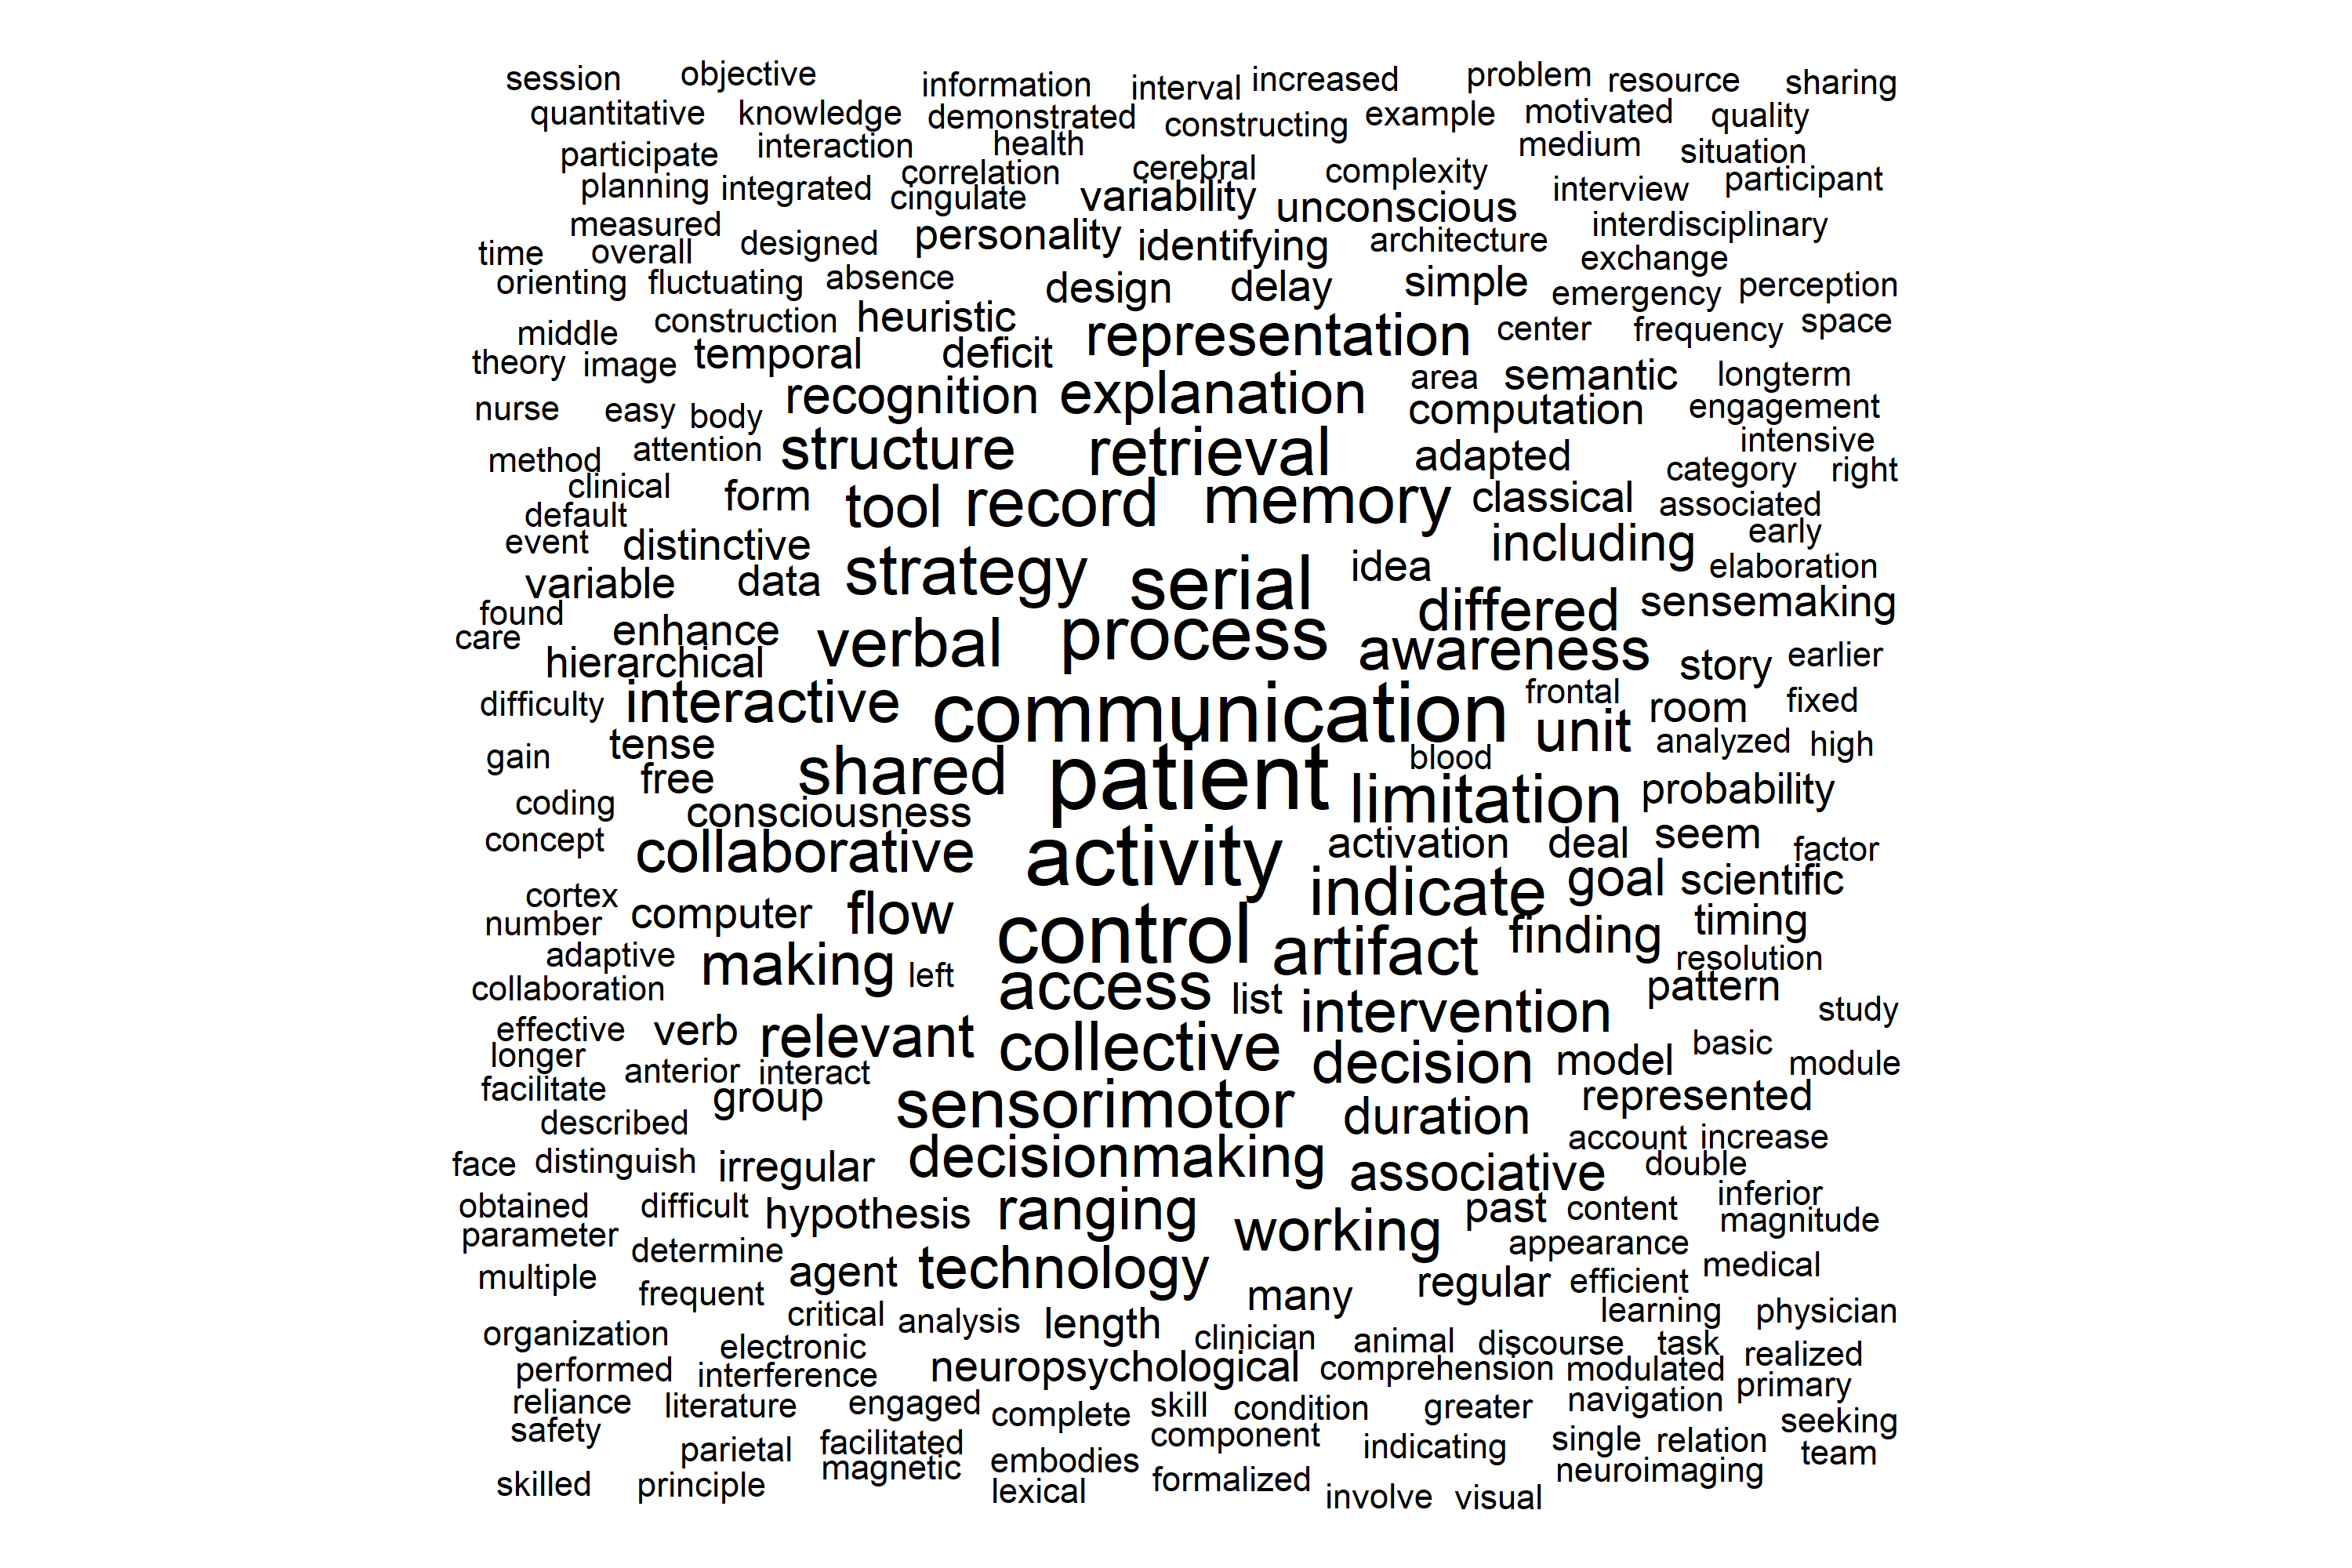 session objective information interval increased problem resource sharing
quantitative knowledge demonstrated constructing example motivated quality
participate interaction health medium situation
planning integrated correlation cingulate cerebral variability complexity unconscious interview participant
measured personality identifying architecture interdisciplinary
time overall designed exchange
orienting fluctuating absence design delay simple emergency perception
middle construction heuristic representation center frequency space
theory image temporal deficit area semantic longterm
nurse easy body recognition explanation computation engagement
method attention structure retrieval adapted intensive category right
clinical form tool record memory classical associated
default
event distinctive including early
variable data strategy serial idea elaboration
found differed sensemaking
care enhance verbal process awareness
hierarchical story earlier
difficulty interactive communication frontal unit room fixed
gain tense shared patient blood analyzed high
free limitation probability
coding consciousness
concept collaborative activity activation deal seem factor
cortex indicate goal scientific
number computer flow control finding timing
adaptive making left artifact resolution
collaboration access list intervention pattern study
effective verb relevant collective
longer decision model basic module
facilitate anterior interact group sensorimotor duration represented
described account increase
face distinguish irregular decisionmaking associative double
obtained difficult hypothesis ranging working past content inferior
parameter determine appearance magnitude
multiple agent technology regular efficient medical
frequent critical analysis length many learning physician
organization electronic clinician animal discourse task realized
performed interference neuropsychological comprehension modulated primary
reliance literature engaged complete skill condition greater navigation seeking
safety parietal facilitated component indicating single relation team
skilled principle magnetic embodies lexical formalized involve visual neuroimaging